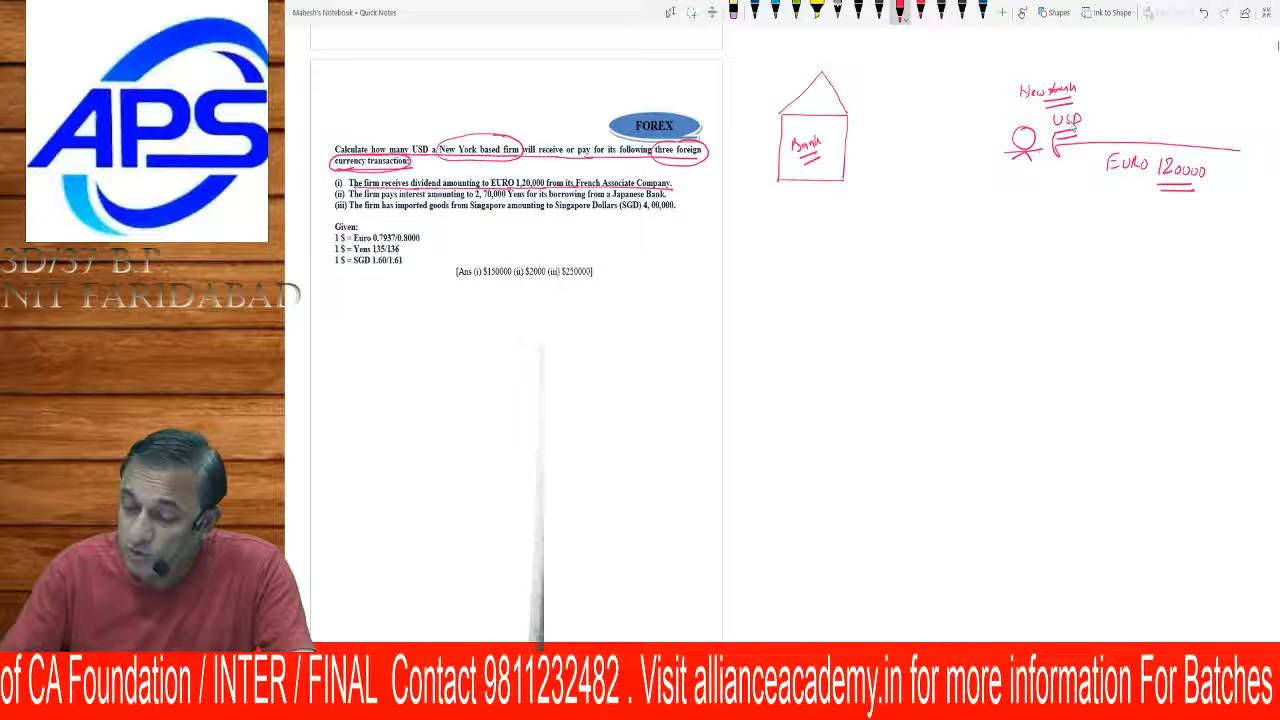 Mahesh's Notebook • Quick Notes
Shapes
Ink to Shape
APS
3D/37 B.P.
NIT FARIDABAD
FOREX
Calculate how many USD a New York based firm will receive or pay for its following three foreign
currency transaction:
(i) The firm receives dividend amounting to EURO 1,20,000 from its French Associate Company.
(ii) The firm pays interest amounting to 2, 70,000 Yens for its borrowing from a Japanese Bank.
(iii) The firm has imported goods from Singapore amounting to Singapore Dollars (SGD) 4, 00,000.
Given:
1 $ = Euro 0.7937/0.8000
1 $ = Yens 135/136
1 $ = SGD 1.60/1.61
[Ans (i) $150000 (ii) $2000 (iii) $250000]
Bank
New
USD
EURO 120000
of CA Foundation / INTER / FINAL Contact 9811232482 . Visit allianceacademy.in for more information For Batches